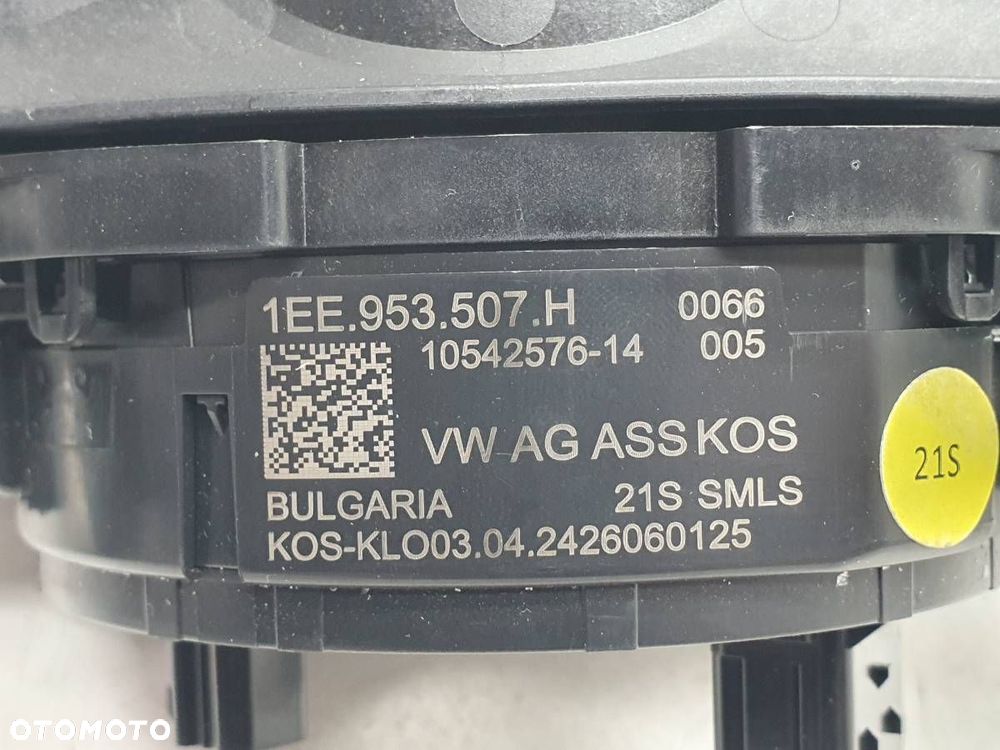 1EE.953.507.H 0066
10542576-14 005
VW AG ASS KOS
21S
BULGARIA 21S SMLS
KOS-KLO03.04.2426060125
OTOMOTO